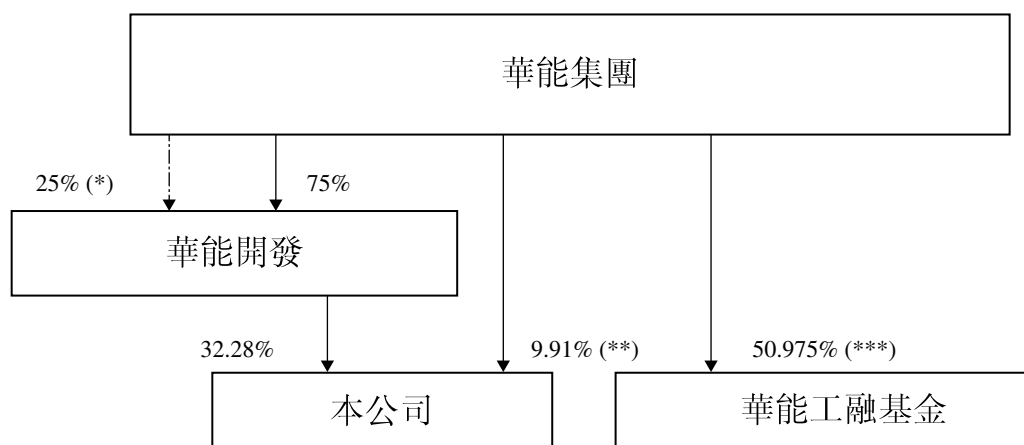 華能集團
25% (*)
75%
華能開發
32.28%
9.91% (**)
50.975% (***)
本公司
華能工融基金